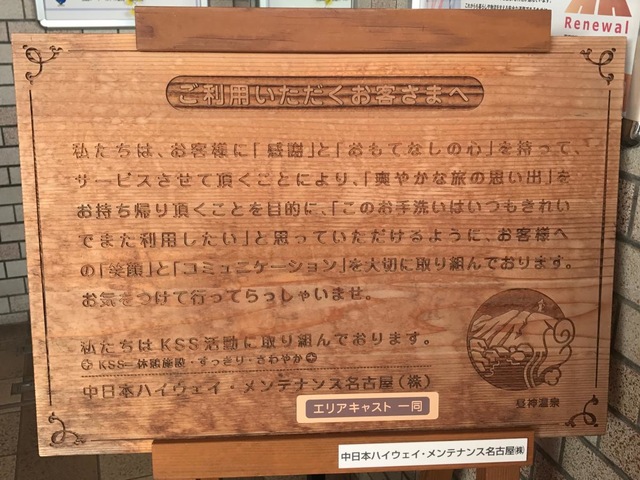 Renewal
ご利用いただくお客さまへ
私たちは、お客様に「感謝」と「おもてなしの心」を持って、
サービスさせて頂くことにより、「爽やかな旅の思い出」を
お持ち帰り頂くことを目的に、「このお手洗いはいつもきれい
でまた利用したい」と思っていただけるように、お客様へ
の「笑顔」と「コミュニケーション」を大切に取り組んでおります。
お気をつけて行ってらっしゃいませ。
私たちはKSS活動に取り組んでおります。
KSS=休憩施設・すっきり・さわやか
中日本ハイウェイ・メンテナンス名古屋(株)
エリアキャスト 一同
昼神温泉
中日本ハイウェイ・メンテナンス名古屋㈱